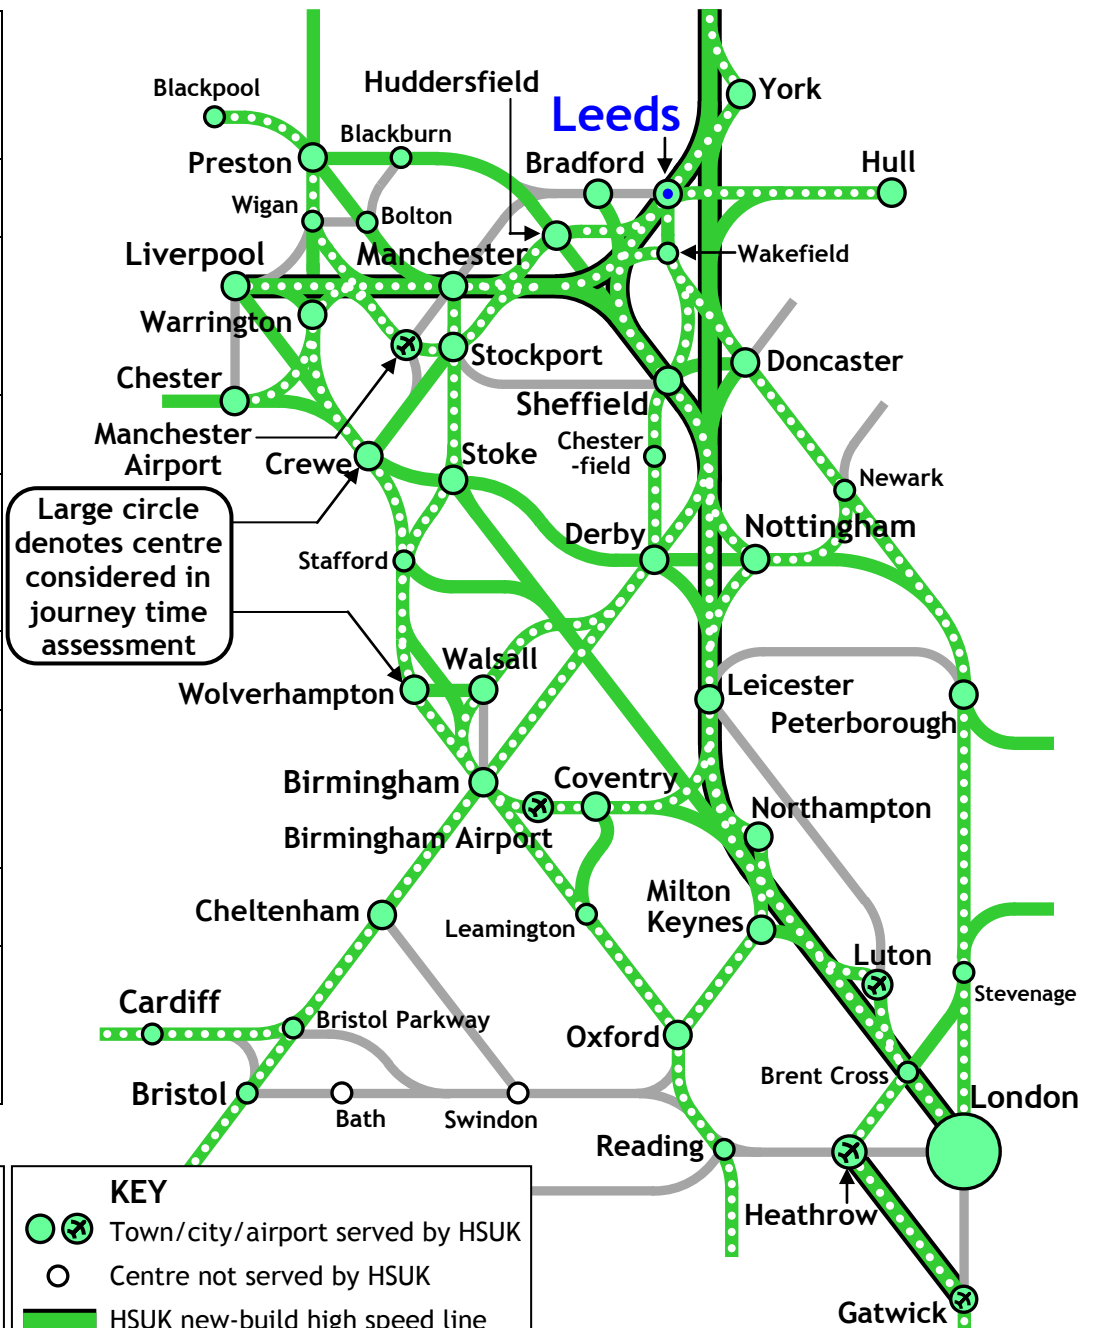 Blackpool
Huddersfield
York
Leeds
Blackburn
Preston
Bradford
Hull
Wigan
Bolton
Liverpool
Manchester
Wakefield
Warrington
Stockport
Doncaster
Chester
Sheffield
Manchester
Airport
Chester
-field
Crewe
Stoke
Newark
Large circle
denotes centre
considered in
journey time
assessment
Derby
Nottingham
Stafford
Walsall
Wolverhampton
Leicester
Peterborough
Birmingham
Coventry
Northampton
Birmingham Airport
Milton
Keynes
Cheltenham
Leamington
Luton
Cardiff
Bristol Parkway
Stevenage
Oxford
Brent Cross
London
Bristol
Bath
Swindon
Reading
KEY
Town/city/airport served by HSUK
Heathrow
Centre not served by HSUK
HSUK new-build high speed line
Gatwick